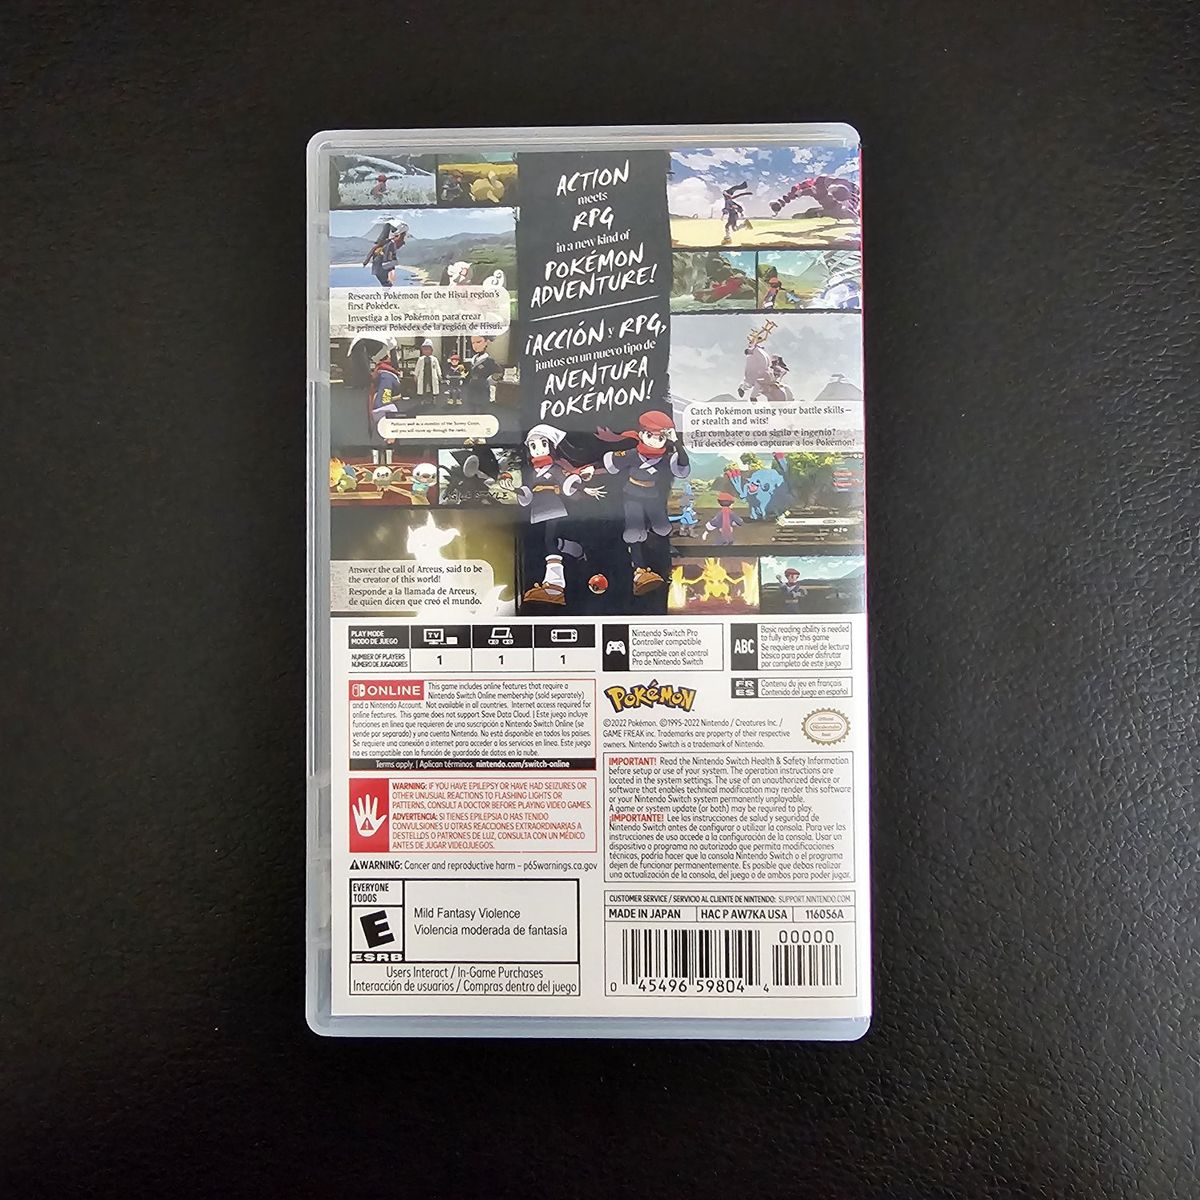 ACTION
meets
RPG
in a new kind of
POKÉMON
ADVENTURE!
¡ACCIÓN y RPG,
juntos en un nuevo tipo de
AVENTURA
POKÉMON!
Research Pokémon for the Hisui region's
first Pokédex.
Investiga a los Pokémon para crear
la primera Pokédex de la región de Hisui.
Perform well as a member of the Survey Corps,
and you will move up through the ranks.
Catch Pokémon using your battle skills—
or stealth and wits!
¿En combate o con sigilo e ingenio?
¡Tú decides cómo capturar a los Pokémon!
AGILE STYLE
Answer the call of Arceus, said to be
the creator of this world!
Responde a la llamada de Arceus,
de quien dicen que creó el mundo.
PLAY MODE
MODO DE JUEGO
TV
NUMBER OF PLAYERS
NÚMERO DE JUGADORES
1 1 1
Nintendo Switch Pro
Controller compatible
Compatible con el control
Pro de Nintendo Switch
ABC
Basic reading ability is needed
to fully enjoy this game
Se requiere un nivel de lectura
básico para poder disfrutar
por completo de este juego
FR
ES
Contenu du jeu en français
Contenido del juego en español
ONLINE
This game includes online features that require a
Nintendo Switch Online membership (sold separately)
and a Nintendo Account. Not available in all countries. Internet access required for
online features. This game does not support Save Data Cloud. | Este juego incluye
funciones en línea que requieren de una suscripción a Nintendo Switch Online (se
vende por separado) y una cuenta Nintendo. No está disponible en todos los países.
Se requiere una conexión a internet para acceder a los servicios en línea. Este juego
no es compatible con la función de guardado de datos en la nube.
Terms apply. | Aplican términos. nintendo.com/switch-online
Pokémon
©2022 Pokémon. ©1995-2022 Nintendo / Creatures Inc. /
GAME FREAK inc. Trademarks are property of their respective
owners. Nintendo Switch is a trademark of Nintendo.
Official
Nintendo
Seal
WARNING: IF YOU HAVE EPILEPSY OR HAVE HAD SEIZURES OR
OTHER UNUSUAL REACTIONS TO FLASHING LIGHTS OR
PATTERNS, CONSULT A DOCTOR BEFORE PLAYING VIDEO GAMES.
ADVERTENCIA: SI TIENES EPILEPSIA O HAS TENIDO
CONVULSIONES U OTRAS REACCIONES EXTRAORDINARIAS A
DESTELLOS O PATRONES DE LUZ, CONSULTA CON UN MÉDICO
ANTES DE JUGAR VIDEOJUEGOS.
IMPORTANT! Read the Nintendo Switch Health & Safety Information
before setup or use of your system. The operation instructions are
located in the system settings. The use of an unauthorized device or
software that enables technical modification may render this software
or your Nintendo Switch system permanently unplayable.
A game or system update (or both) may be required to play.
¡IMPORTANTE! Lee las instrucciones de salud y seguridad de
Nintendo Switch antes de configurar o utilizar la consola. Para ver las
instrucciones de uso accede a la configuración de la consola. Usar un
dispositivo o programa no autorizado que permita modificaciones
técnicas, podría hacer que la consola Nintendo Switch o el programa
dejen de funcionar permanentemente. Es posible que debas realizar
una actualización de la consola, del juego o de ambos para poder jugar.
WARNING: Cancer and reproductive harm – p65warnings.ca.gov
EVERYONE
TODOS
E
ESRB
Mild Fantasy Violence
Violencia moderada de fantasía
Users Interact / In-Game Purchases
Interacción de usuarios / Compras dentro del juego
CUSTOMER SERVICE / SERVICIO AL CLIENTE DE NINTENDO: SUPPORT.NINTENDO.COM
MADE IN JAPAN HAC P AW7KA USA 116056A
00000
0 45496 59804 4